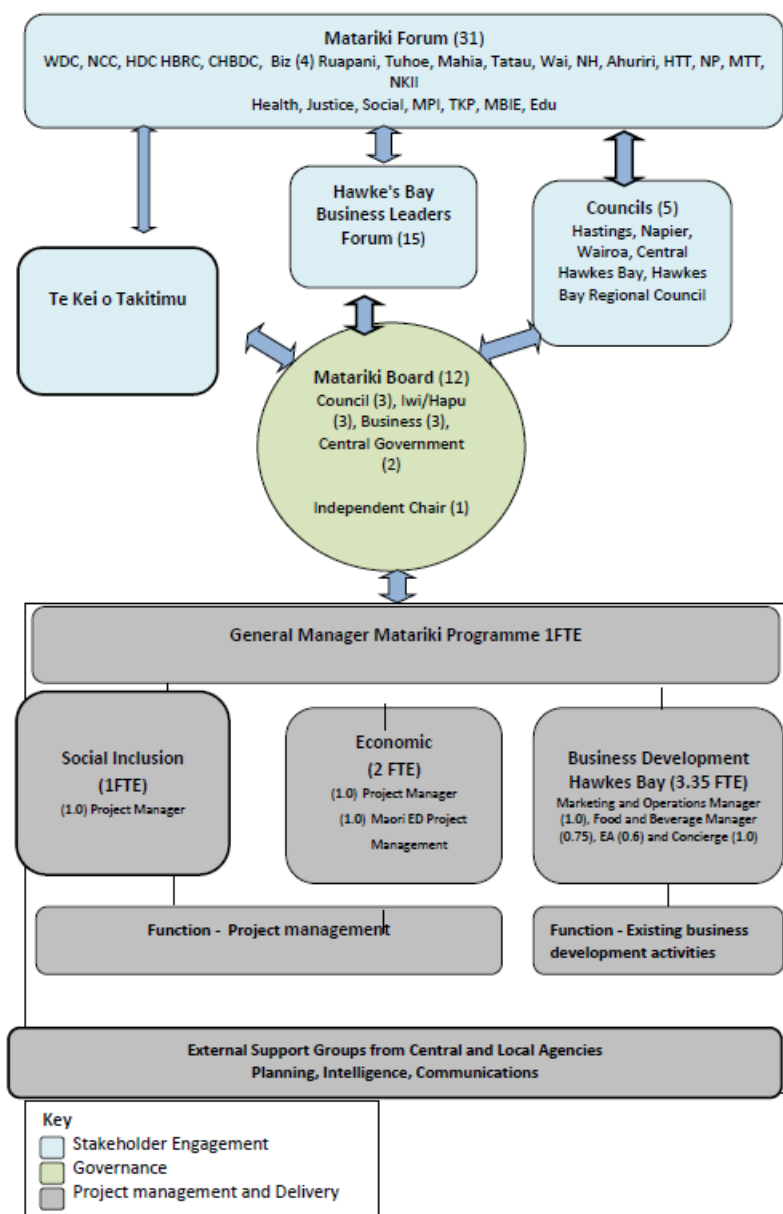 Matariki Forum (31)
WDC, NCC, HDC HBRC, CHBDC, Biz (4) Ruapani, Tuhoe, Mahia, Tatau, Wai, NH, Ahuriri, HTT, NP, MTT,
NKII
Health, Justice, Social, MPI, TKP, MBIE, Edu
Te Kei o Takitimu
Hawke's Bay
Business Leaders
Forum (15)
Councils (5)
Hastings, Napier,
Wairoa, Central
Hawkes Bay, Hawkes
Bay Regional Council
Matariki Board (12)
Council (3), Iwi/Hapu
(3), Business (3),
Central Government
(2)
Independent Chair (1)
General Manager Matariki Programme 1FTE
Social Inclusion
(1FTE)
(1.0) Project Manager
Economic
(2 FTE)
(1.0) Project Manager
(1.0) Maori ED Project
Management
Business Development
Hawkes Bay (3.35 FTE)
Marketing and Operations Manager
(1.0), Food and Beverage Manager
(0.75), EA (0.6) and Concierge (1.0)
Function - Project management
Function - Existing business
development activities
External Support Groups from Central and Local Agencies
Planning, Intelligence, Communications
Key
Stakeholder Engagement
Governance
Project management and Delivery